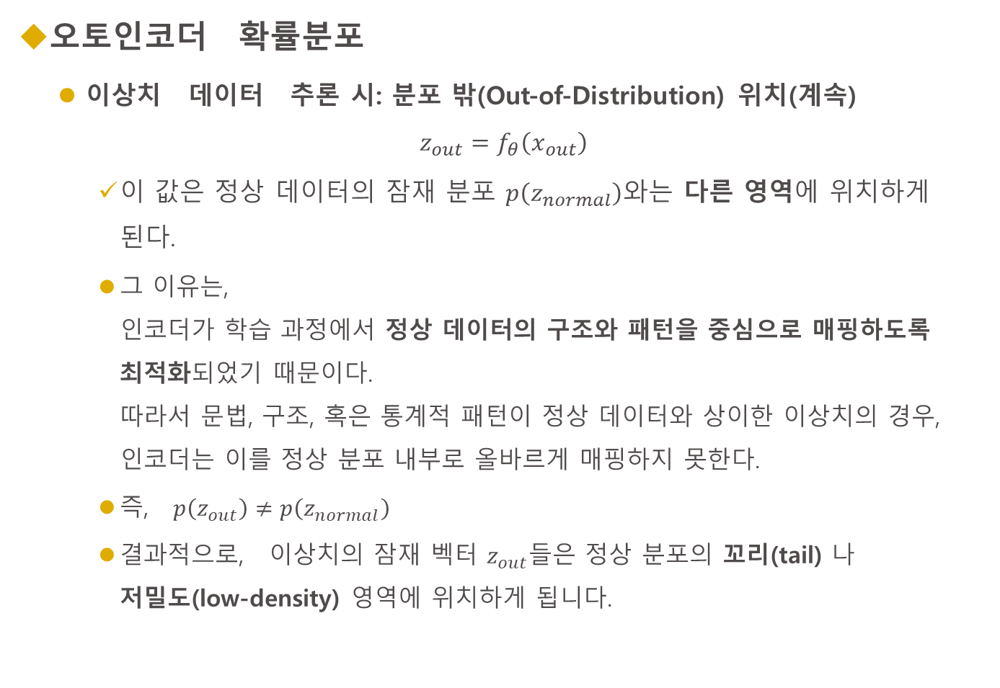 ◆오토인코더 확률분포
● 이상치 데이터 추론 시: 분포 밖(Out-of-Distribution) 위치(계속)
$z_{out} = f_{\theta}(x_{out})$
✓이 값은 정상 데이터의 잠재 분포 $p(z_{normal})$와는 다른 영역에 위치하게
된다.
●그 이유는,
인코더가 학습 과정에서 정상 데이터의 구조와 패턴을 중심으로 매핑하도록
최적화되었기 때문이다.
따라서 문법, 구조, 혹은 통계적 패턴이 정상 데이터와 상이한 이상치의 경우,
인코더는 이를 정상 분포 내부로 올바르게 매핑하지 못한다.
●즉, $p(z_{out}) \neq p(z_{normal})$
●결과적으로, 이상치의 잠재 벡터 $z_{out}$들은 정상 분포의 꼬리(tail) 나
저밀도(low-density) 영역에 위치하게 됩니다.